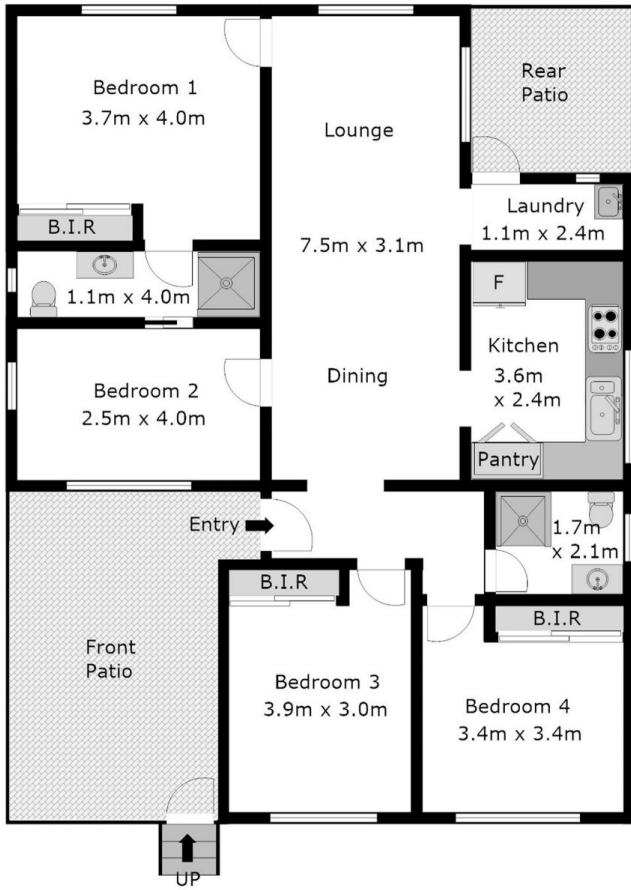 Bedroom 1
3.7m x 4.0m
Lounge
Rear
Patio
B.I.R
7.5m x 3.1m
Laundry
1.1m x 2.4m
1.1m x 4.0m
F
Kitchen
3.6m
x 2.4m
Bedroom 2
2.5m x 4.0m
Dining
Pantry
Entry
1.7m
x 2.1m
B.I.R
B.I.R
Front
Patio
Bedroom 3
3.9m x 3.0m
Bedroom 4
3.4m x 3.4m
UP